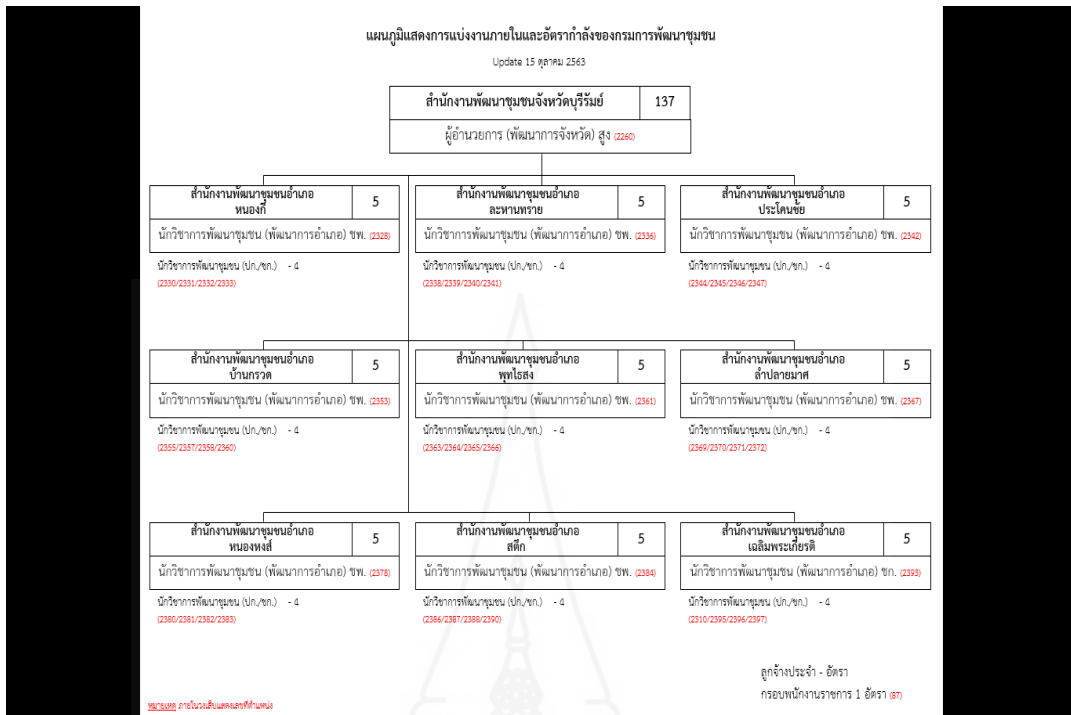 แผนภูมิแสดงการแบ่งงานภายในและอัตรากำลังของกรมการพัฒนาชุมชน
Update 15 ตุลาคม 2563
สำนักงานพัฒนาชุมชนจังหวัดบุรีรัมย์ 137
ผู้อำนวยการ (พัฒนาการจังหวัด) สูง (2260)
สำนักงานพัฒนาชุมชนอำเภอ
หนองกี่ 5
นักวิชาการพัฒนาชุมชน (พัฒนาการอำเภอ) ชพ. (2328)
นักวิชาการพัฒนาชุมชน (ปก./ชก.) - 4
(2330/2331/2332/2333)
สำนักงานพัฒนาชุมชนอำเภอ
ละหานทราย 5
นักวิชาการพัฒนาชุมชน (พัฒนาการอำเภอ) ชพ. (2336)
นักวิชาการพัฒนาชุมชน (ปก./ชก.) - 4
(2338/2339/2340/2341)
สำนักงานพัฒนาชุมชนอำเภอ
ประโคนชัย 5
นักวิชาการพัฒนาชุมชน (พัฒนาการอำเภอ) ชพ. (2342)
นักวิชาการพัฒนาชุมชน (ปก./ชก.) - 4
(2344/2345/2346/2347)
สำนักงานพัฒนาชุมชนอำเภอ
บ้านกรวด 5
นักวิชาการพัฒนาชุมชน (พัฒนาการอำเภอ) ชพ. (2353)
นักวิชาการพัฒนาชุมชน (ปก./ชก.) - 4
(2355/2357/2358/2360)
สำนักงานพัฒนาชุมชนอำเภอ
พุทไธสง 5
นักวิชาการพัฒนาชุมชน (พัฒนาการอำเภอ) ชพ. (2361)
นักวิชาการพัฒนาชุมชน (ปก./ชก.) - 4
(2363/2364/2365/2366)
สำนักงานพัฒนาชุมชนอำเภอ
ลำปลายมาศ 5
นักวิชาการพัฒนาชุมชน (พัฒนาการอำเภอ) ชพ. (2367)
นักวิชาการพัฒนาชุมชน (ปก./ชก.) - 4
(2369/2370/2371/2372)
สำนักงานพัฒนาชุมชนอำเภอ
หนองหงส์ 5
นักวิชาการพัฒนาชุมชน (พัฒนาการอำเภอ) ชพ. (2378)
นักวิชาการพัฒนาชุมชน (ปก./ชก.) - 4
(2380/2381/2382/2383)
สำนักงานพัฒนาชุมชนอำเภอ
สตึก 5
นักวิชาการพัฒนาชุมชน (พัฒนาการอำเภอ) ชพ. (2384)
นักวิชาการพัฒนาชุมชน (ปก./ชก.) - 4
(2386/2387/2388/2390)
สำนักงานพัฒนาชุมชนอำเภอ
เฉลิมพระเกียรติ 5
นักวิชาการพัฒนาชุมชน (พัฒนาการอำเภอ) ชก. (2393)
นักวิชาการพัฒนาชุมชน (ปก./ชก.) - 4
(2310/2395/2396/2397)
ลูกจ้างประจำ - อัตรา
กรอบพนักงานราชการ 1 อัตรา (87)
หมายเหตุ ภายในวงเล็บแสดงเลขที่ตำแหน่ง